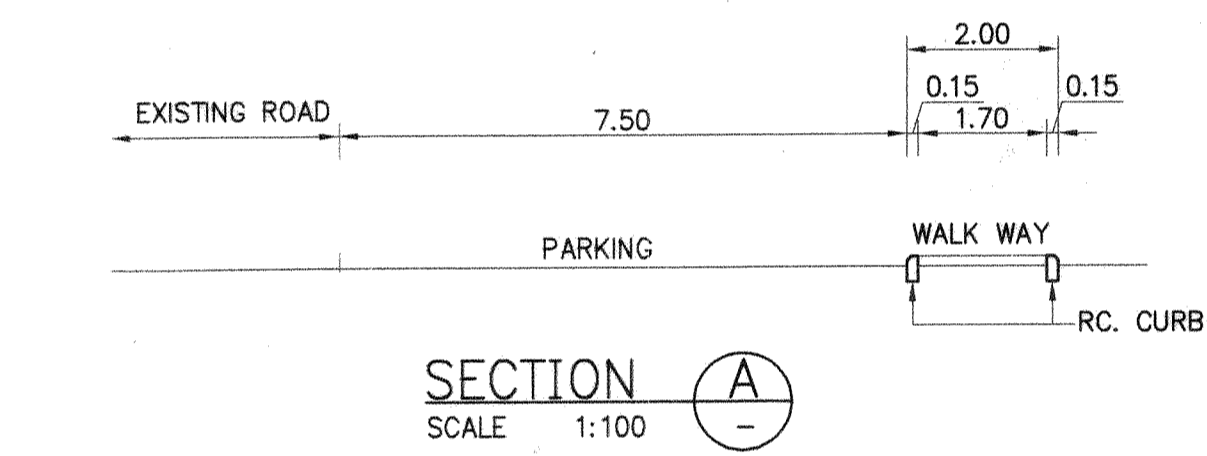 2.00
0.15
0.15
EXISTING ROAD
7.50
1.70
PARKING
WALK WAY
RC. CURB
SECTION
A
SCALE 1:100
-